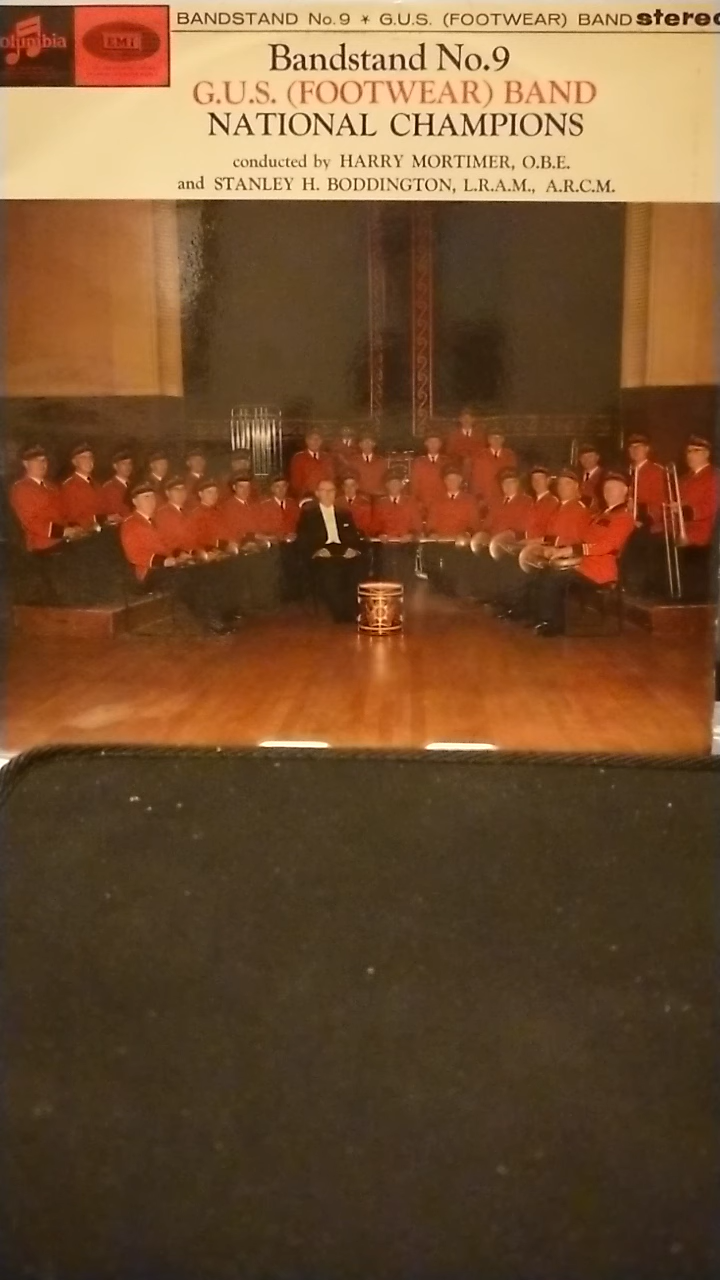 olumbia
EMI
BANDSTAND No.9 * G.U.S. (FOOTWEAR) BAND stereo
Bandstand No.9
G.U.S. (FOOTWEAR) BAND
NATIONAL CHAMPIONS
conducted by HARRY MORTIMER, O.B.E.
and STANLEY H. BODDINGTON, L.R.A.M., A.R.C.M.